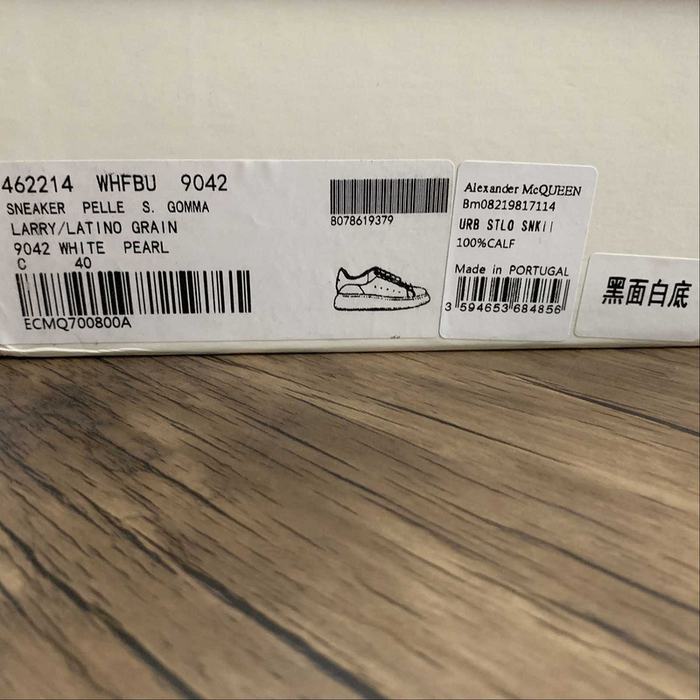 462214 WHFBU 9042
SNEAKER PELLE S. GOMMA
LARRY/LATINO GRAIN
9042 WHITE PEARL
C 40
ECMQ700800A
8078619379
Alexander McQUEEN
Bm08219817114
URB STLO SNKII
100%CALF
Made in PORTUGAL
3 594653 684856
黑面白底